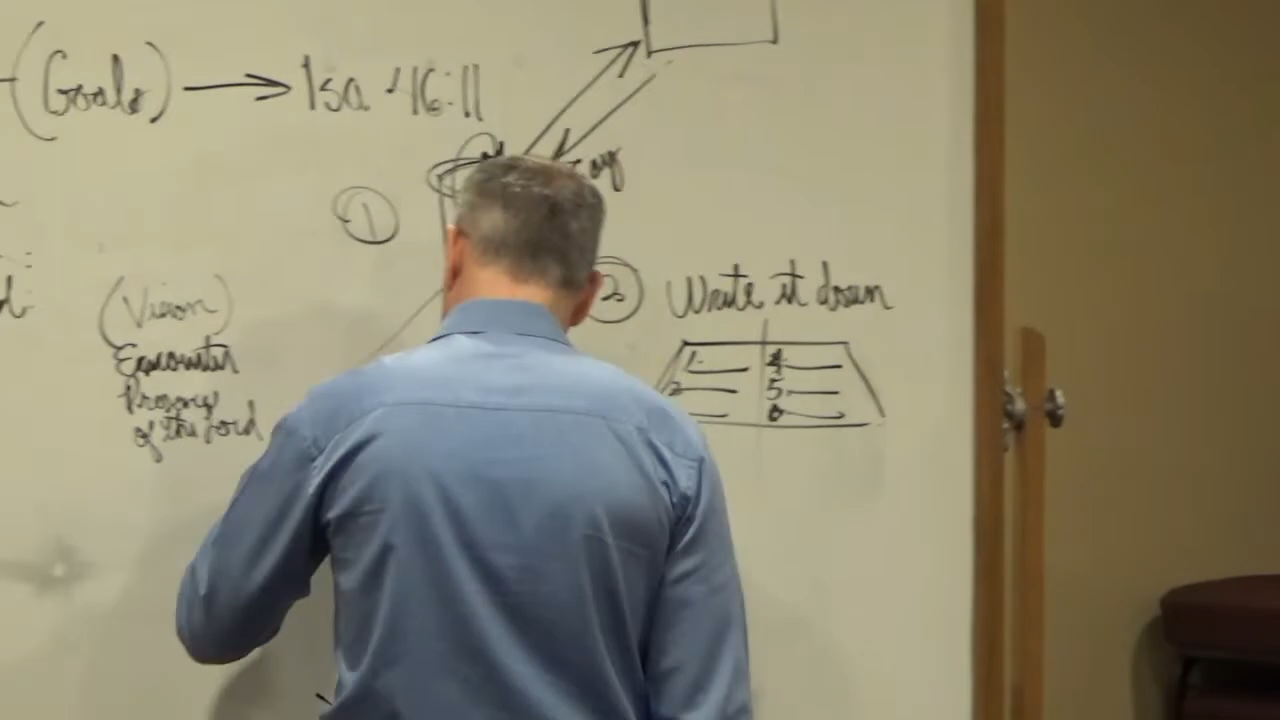 (Goals) → Isa 46:11
①
② Write it down
(Vision)
Encounter
Presence
of the Lord
1. 4
2 5
6